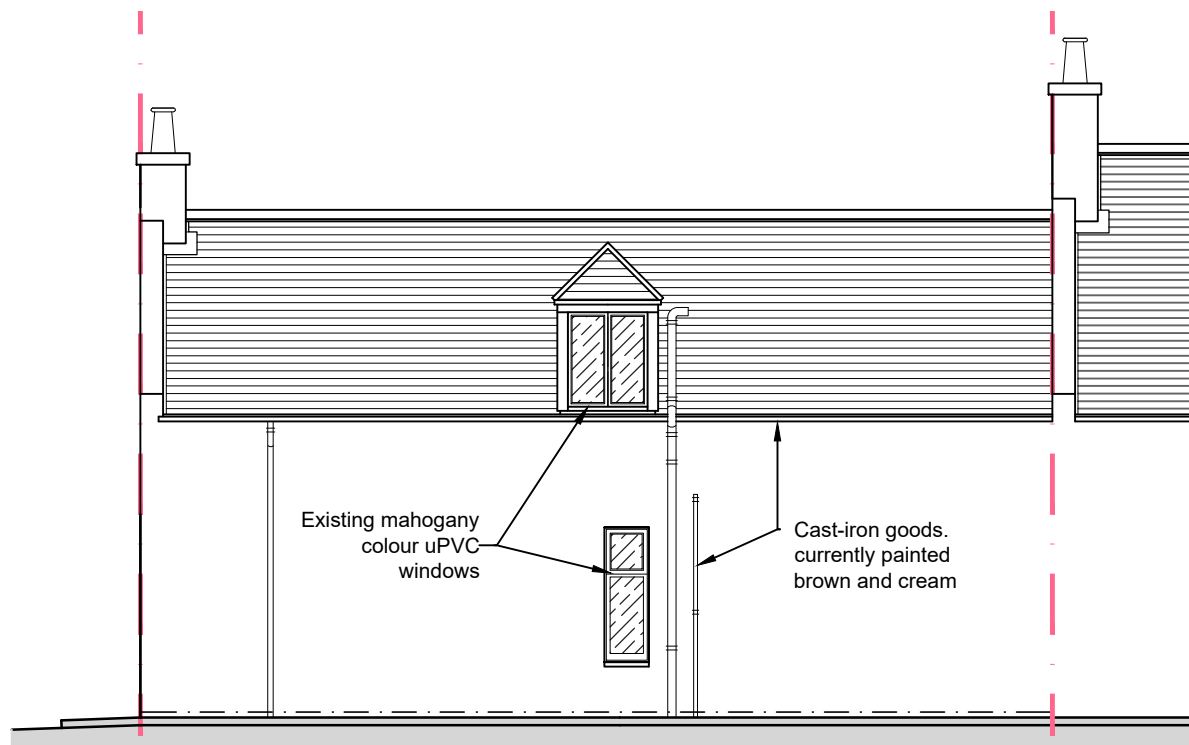 Existing mahogany
colour uPVC
windows
Cast-iron goods.
currently painted
brown and cream